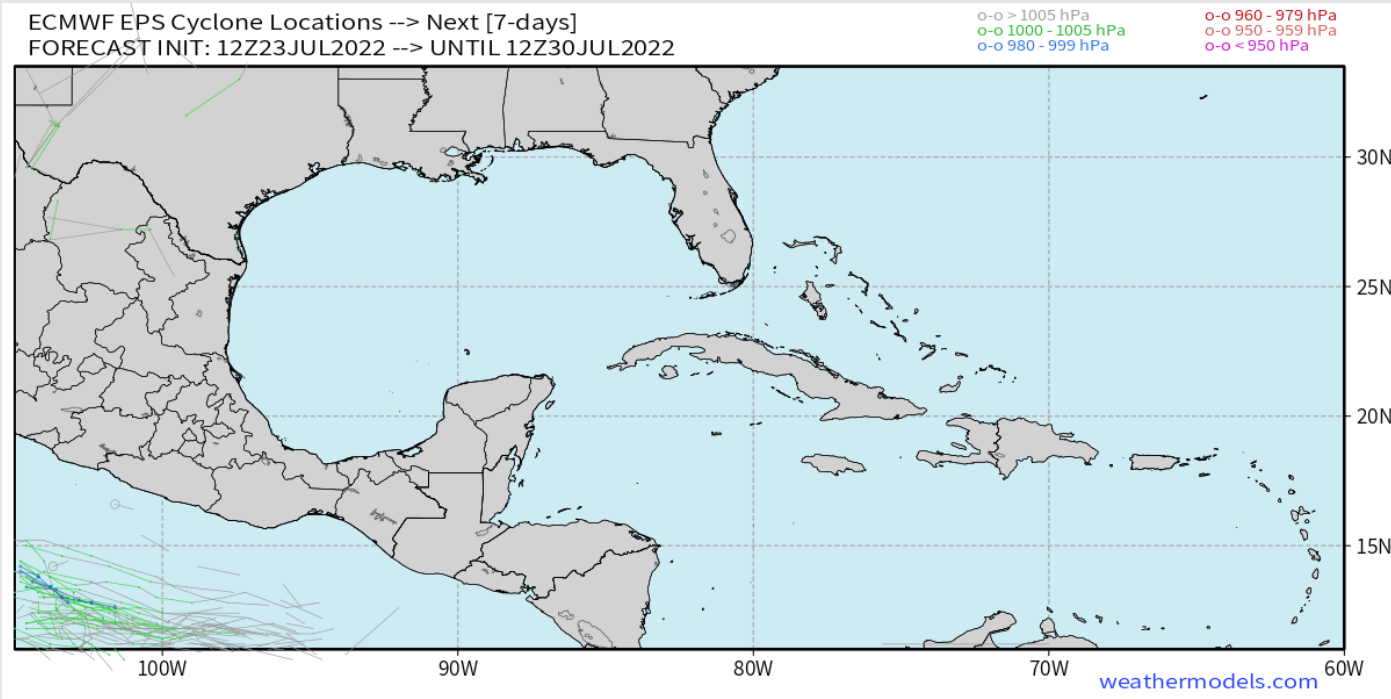 ECMWF EPS Cyclone Locations --> Next [7-days]
FORECAST INIT: 12Z23JUL2022 --> UNTIL 12Z30JUL2022
o-o > 1005 hPa
o-o 1000 - 1005 hPa
o-o 980 - 999 hPa
o-o 960 - 979 hPa
o-o 950 - 959 hPa
o-o < 950 hPa
30N
25N
20N
15N
100W
90W
80W
70W
60W
weathermodels.com